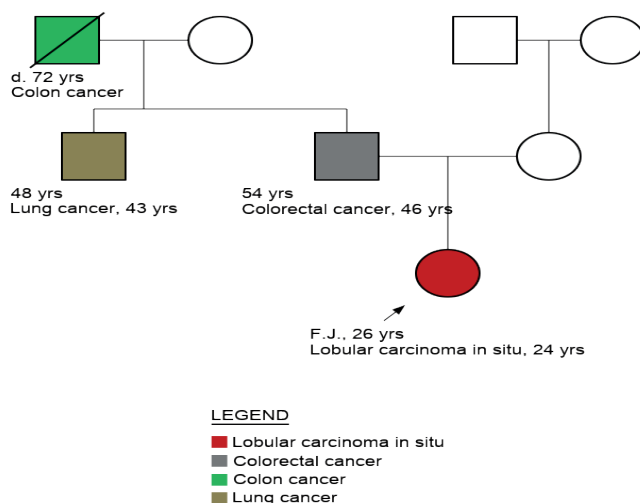 d. 72 yrs
Colon cancer
48 yrs
Lung cancer, 43 yrs
54 yrs
Colorectal cancer, 46 yrs
F.J., 26 yrs
Lobular carcinoma in situ, 24 yrs
LEGEND
Lobular carcinoma in situ
Colorectal cancer
Colon cancer
Lung cancer